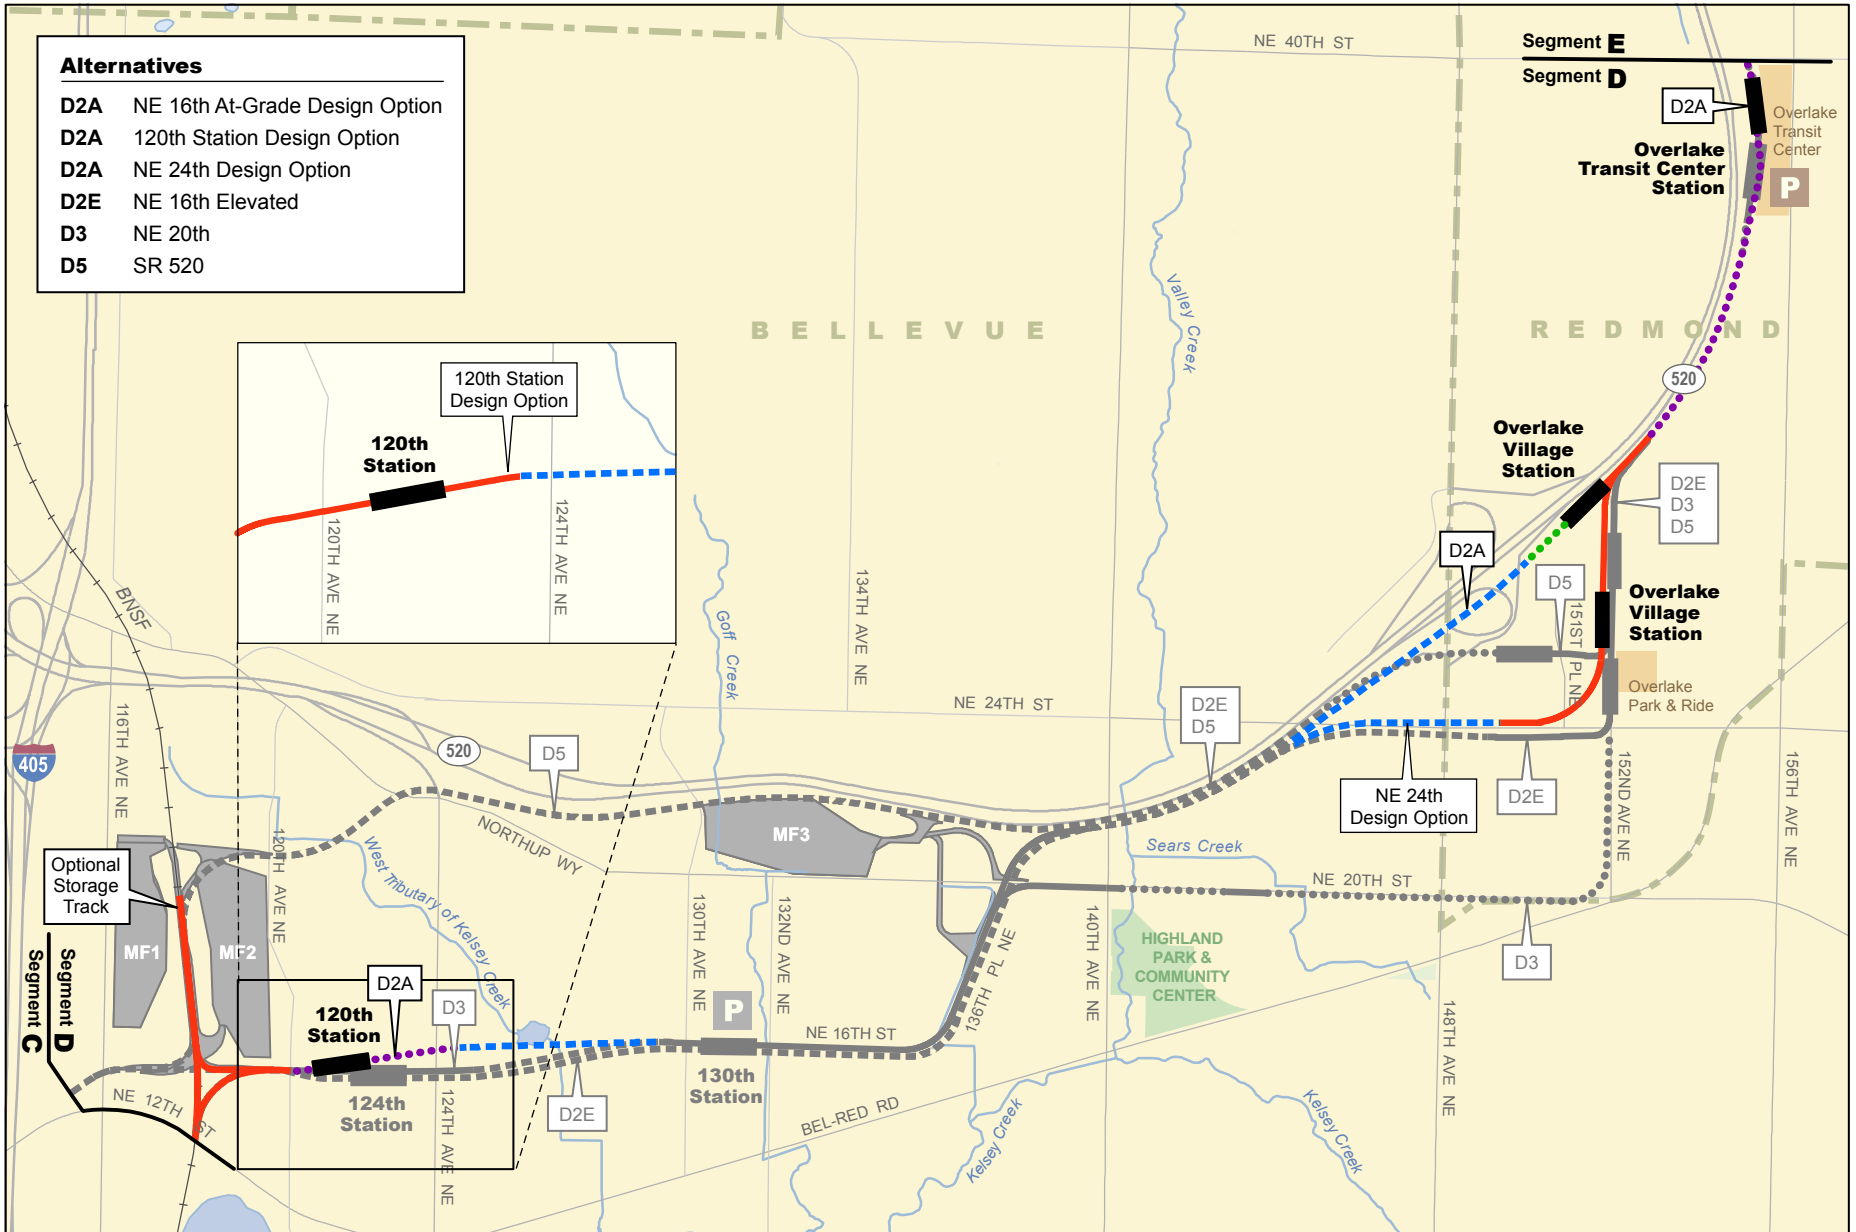 Alternatives
D2A NE 16th At-Grade Design Option
D2A 120th Station Design Option
D2A NE 24th Design Option
D2E NE 16th Elevated
D3 NE 20th
D5 SR 520
NE 40TH ST
Segment E
Segment D
D2A
Overlake
Transit
Center
Overlake
Transit Center
Station
P
BELLEVUE
REDMOND
Valley Creek
520
120th Station
Design Option
120th
Station
120TH AVE NE
124TH AVE NE
Overlake
Village
Station
D2E
D3
D5
D2A
D5
151ST PL NE
Overlake
Village
Station
Overlake
Park & Ride
BNSF
Goff Creek
134TH AVE NE
NE 24TH ST
D2E
D5
116TH AVE NE
405
520
D5
NE 24th
Design Option
D2E
152ND AVE NE
156TH AVE NE
NORTHUP WY
MF3
Optional
Storage
Track
120TH AVE NE
West Tributary of Kelsey Creek
Sears Creek
NE 20TH ST
MF1
MF2
130TH AVE NE
132ND AVE NE
136TH PL NE
140TH AVE NE
HIGHLAND
PARK &
COMMUNITY
CENTER
D3
Segment D
Segment C
D2A
120th
Station
D3
P
NE 16TH ST
148TH AVE NE
NE 12TH ST
124th
Station
124TH AVE NE
D2E
130th
Station
BEL-RED RD
Kelsey Creek
Kelsey Creek